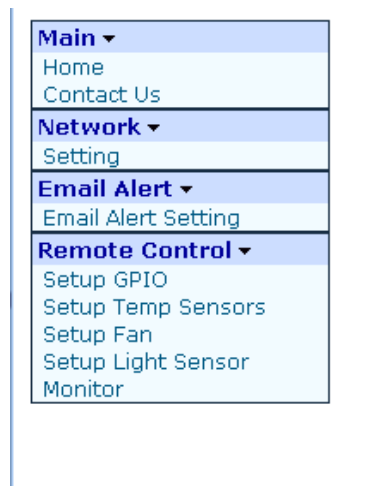 Main
Home
Contact Us
Network
Setting
Email Alert
Email Alert Setting
Remote Control
Setup GPIO
Setup Temp Sensors
Setup Fan
Setup Light Sensor
Monitor